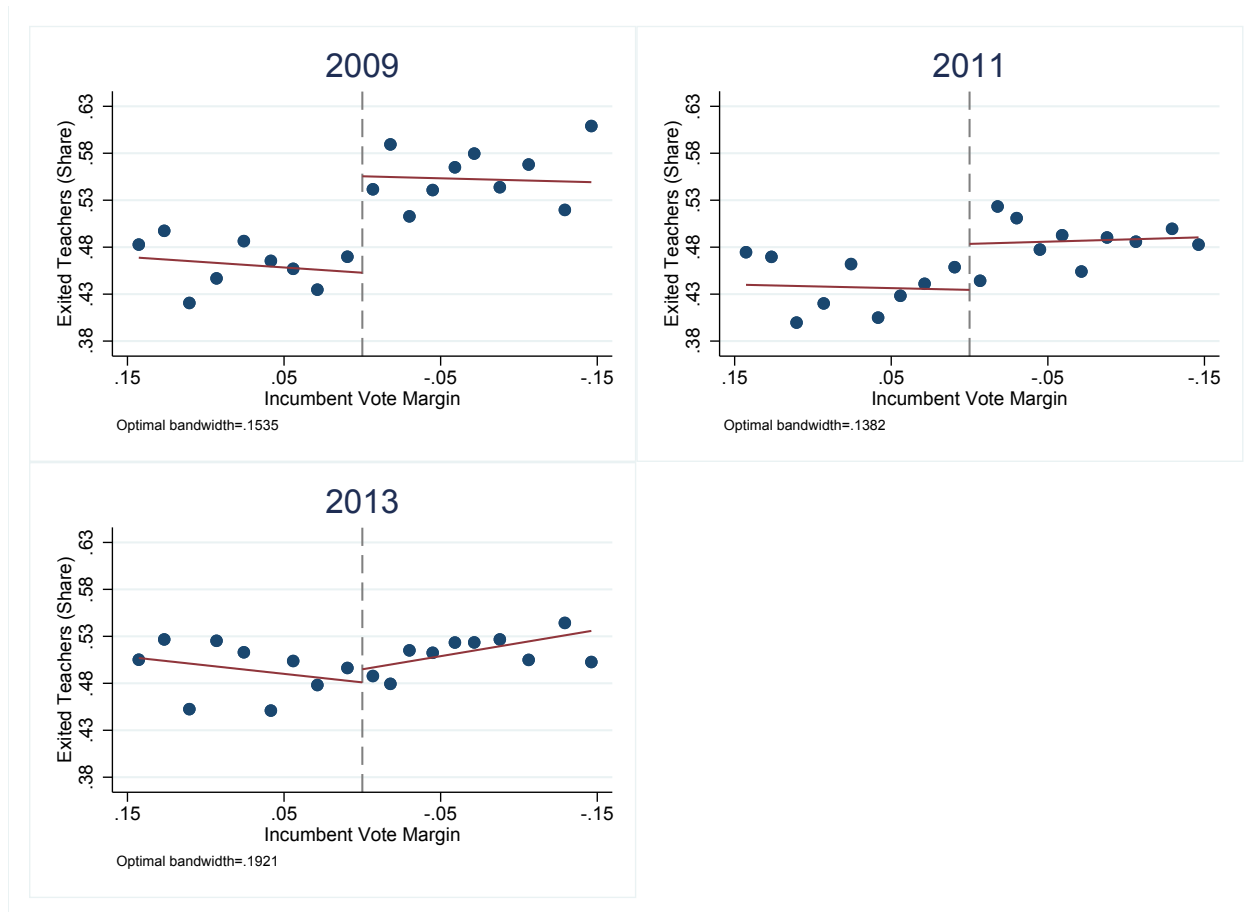 2009
Exited Teachers (Share)
.63
.58
.53
.48
.43
.38
.15 .05 -.05 -.15
Incumbent Vote Margin
Optimal bandwidth=.1535
2011
Exited Teachers (Share)
.63
.58
.53
.48
.43
.38
.15 .05 -.05 -.15
Incumbent Vote Margin
Optimal bandwidth=.1382
2013
Exited Teachers (Share)
.63
.58
.53
.48
.43
.38
.15 .05 -.05 -.15
Incumbent Vote Margin
Optimal bandwidth=.1921